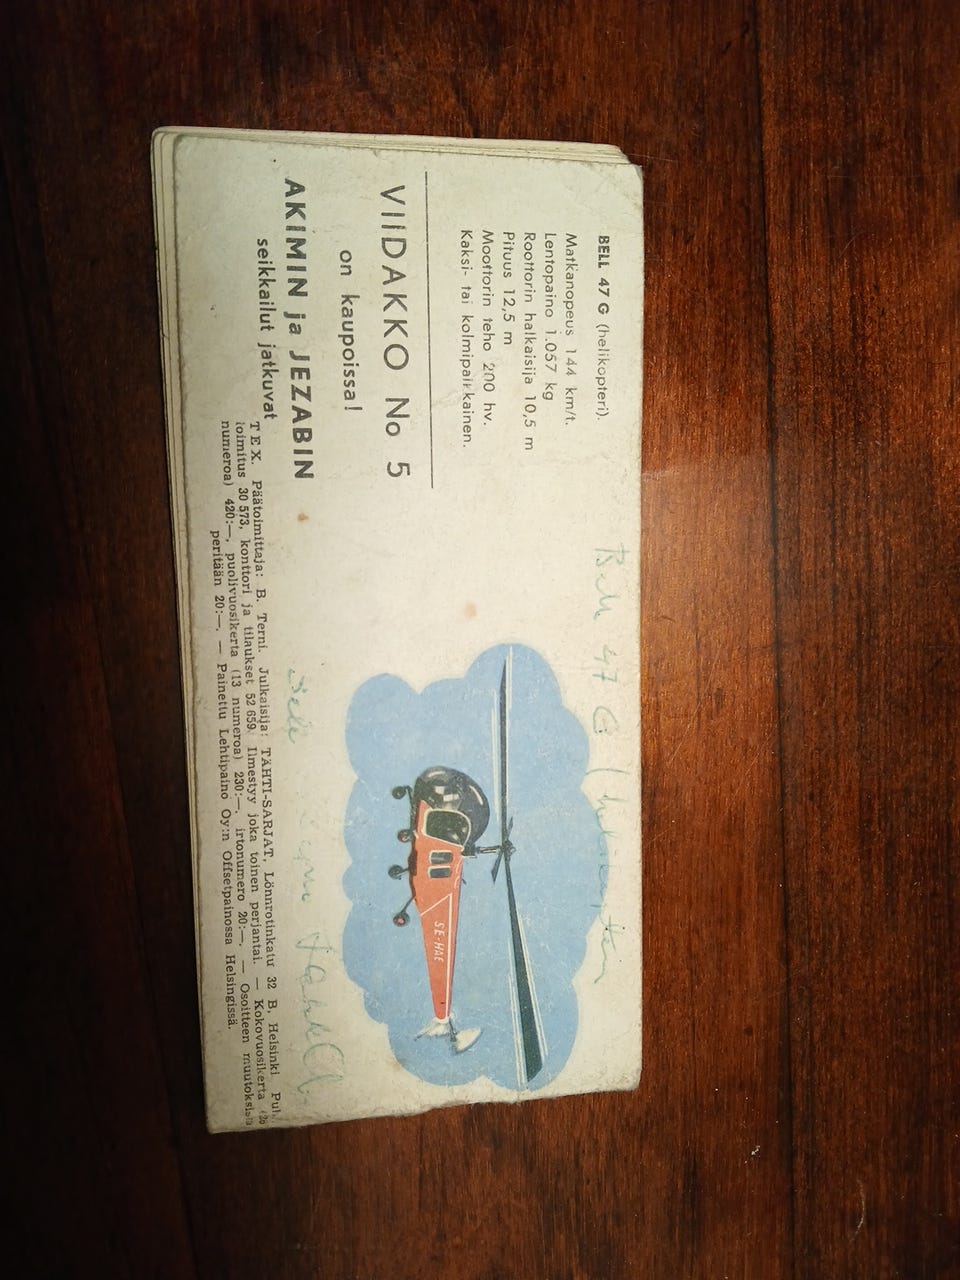 BELL 47 G (helikopteri).
Matkanopeus 144 km/t.
Lentopaino 1.057 kg
Roottorin halkaisija 10,5 m
Pituus 12,5 m
Moottorin teho 200 hv.
Kaksi- tai kolmipaikkainen.
Bell 47 G (helikopteri
SE-HAE
VIIDAKKO No 5
on kaupoissa!
AKIMIN ja JEZABIN
seikkailut jatkuvat
TEX. Päätoimittaja: B. Terni. Julkaisija: TÄHTI-SARJAT, Lönnrotinkatu 32 B, Helsinki Puh.
toimitus 30 573, konttori ja tilaukset 52 659. Ilmestyy joka toinen perjantai. — Kokovuosikerta (26
numeroa) 420:—, puolivuosikerta (13 numeroa) 230:—, irtonumero 20:—. — Osoitteen muutoksista
peritään 20:—. — Painettu Lehtipaino Oy:n Offsetpainossa Helsingissä.